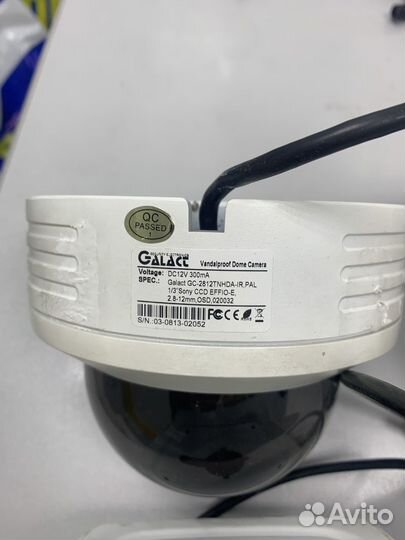 QC
PASSED
1
GALACT
Vandalproof Dome Camera
Voltage: DC12V 300mA
SPEC.: Galact GC-2812TNHDA-IR,PAL
1/3"Sony CCD EFFIO-E,
2.8-12mm,OSD,020032
S/N.:03-0813-02052
Avito